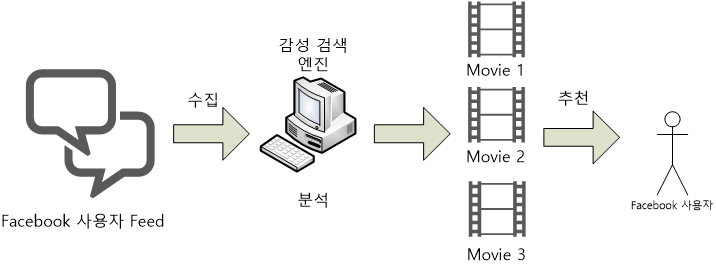 Facebook 사용자 Feed
수집
감성 검색
엔진
분석
Movie 1
Movie 2
Movie 3
추천
Facebook 사용자